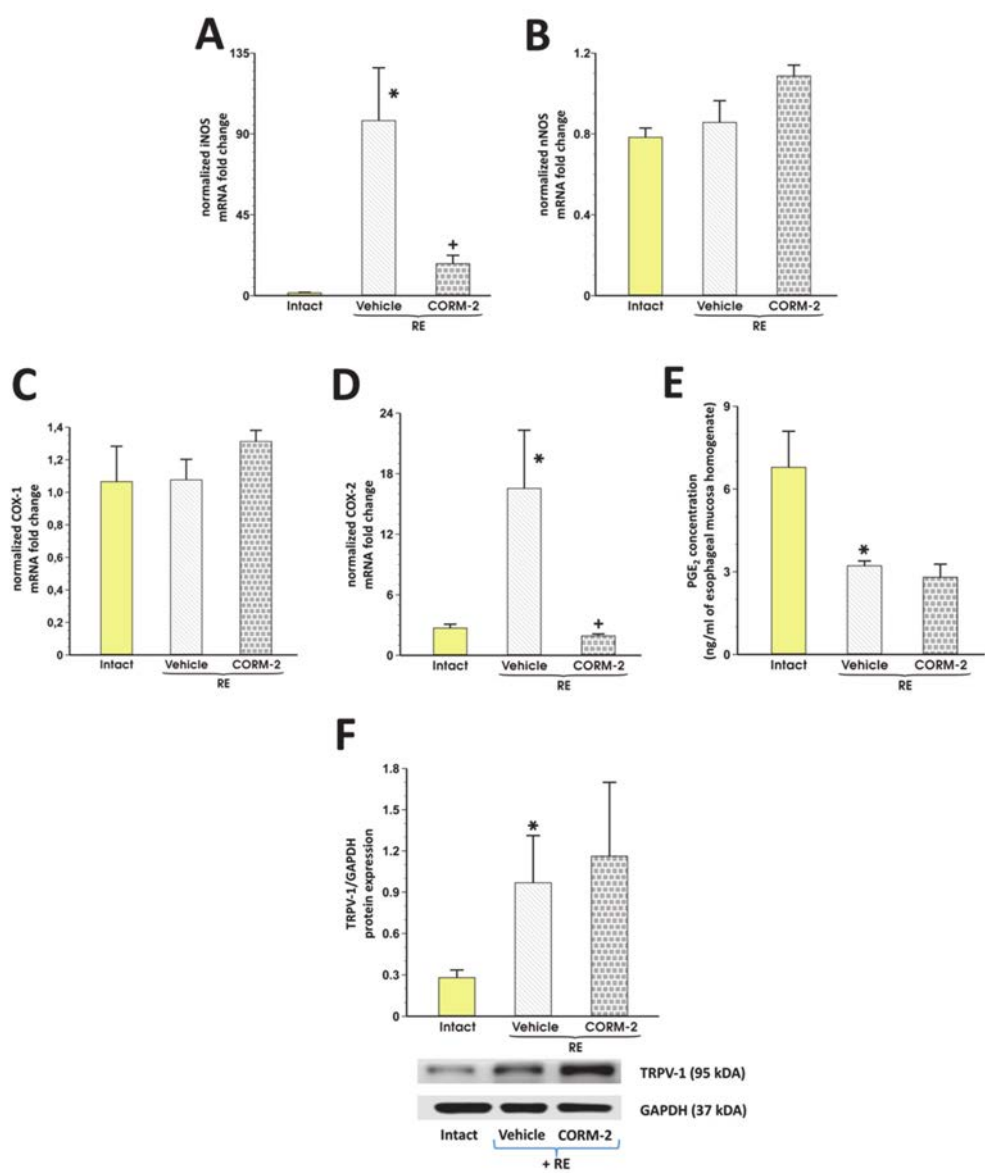 A
normalized iNOS
mRNA fold change
135
90
45
0
*
+
Intact
Vehicle
CORM-2
RE
B
normalized nNOS
mRNA fold change
1.2
0.8
0.4
0
Intact
Vehicle
CORM-2
RE
C
normalized COX-1
mRNA fold change
1,4
1,2
1,0
0,8
0,6
0,4
0,2
0
Intact
Vehicle
CORM-2
RE
D
normalized COX-2
mRNA fold change
24
18
12
6
0
*
+
Intact
Vehicle
CORM-2
RE
E
PGE₂ concentration
(ng/ml of esophageal mucosa homogenate)
9
6
3
0
*
Intact
Vehicle
CORM-2
RE
F
TRPV-1/GAPDH
protein expression
1.8
1.5
1.2
0.9
0.6
0.3
0
*
Intact
Vehicle
CORM-2
RE
TRPV-1 (95 kDA)
GAPDH (37 kDA)
Intact
Vehicle
CORM-2
+ RE